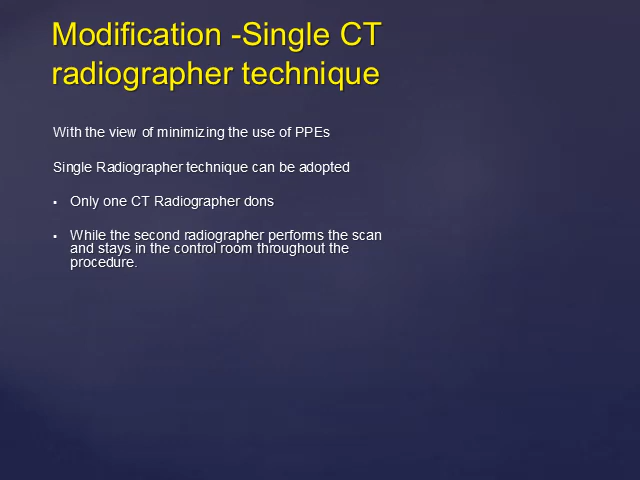 Modification -Single CT
radiographer technique
With the view of minimizing the use of PPEs
Single Radiographer technique can be adopted
▪ Only one CT Radiographer dons
▪ While the second radiographer performs the scan
and stays in the control room throughout the
procedure.